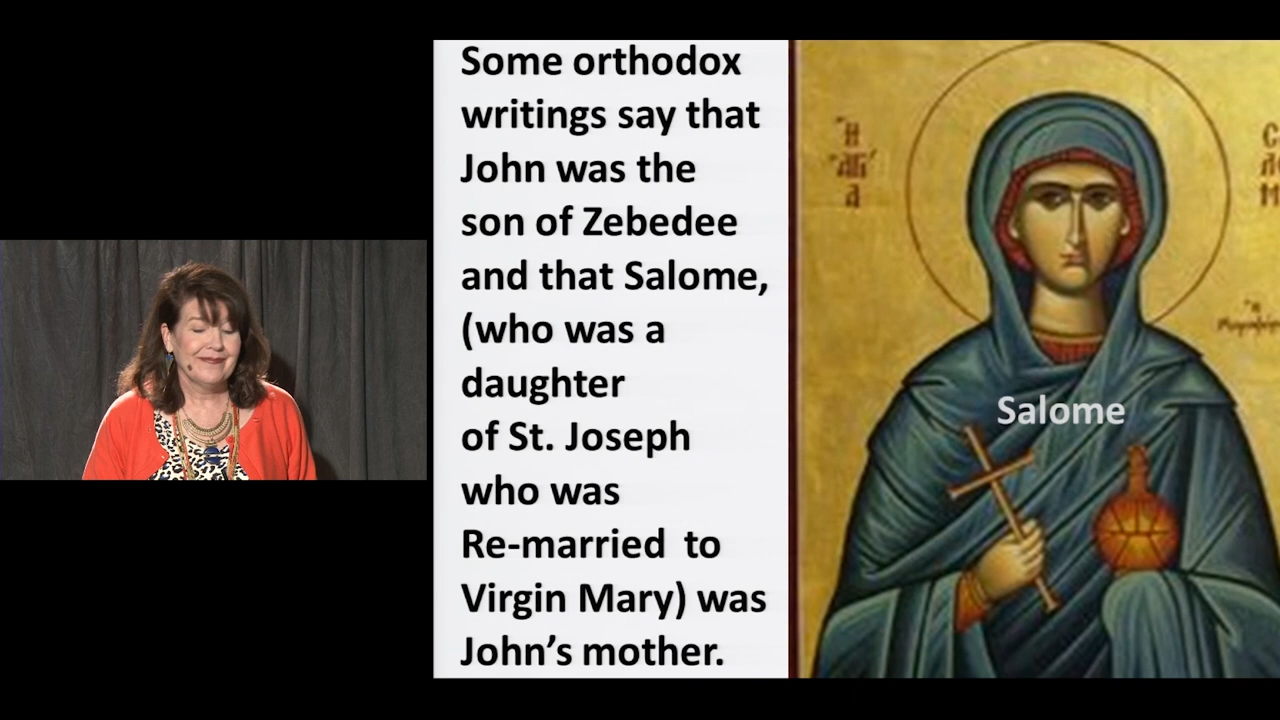 Some orthodox
writings say that
John was the
son of Zebedee
and that Salome,
(who was a
daughter
of St. Joseph
who was
Re-married to
Virgin Mary) was
John’s mother.
Ἡ
ἉΓΙ
Α
Salome